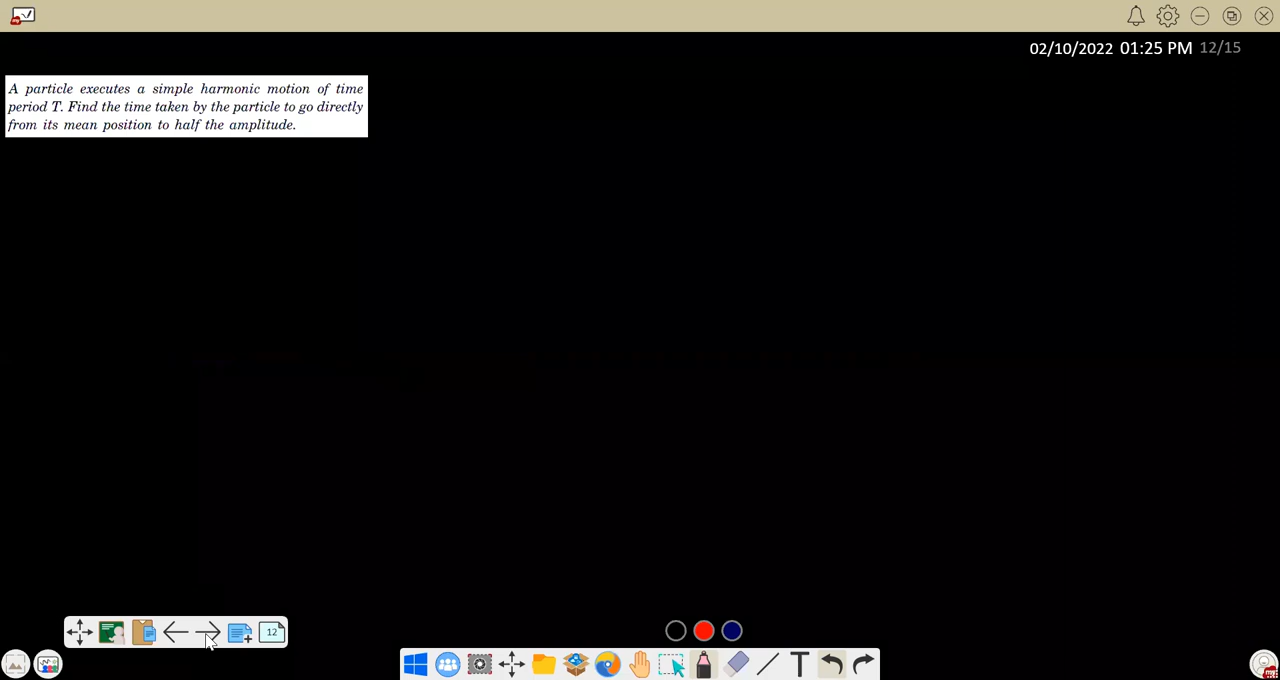 02/10/2022 01:25 PM 12/15
A particle executes a simple harmonic motion of time
period T. Find the time taken by the particle to go directly
from its mean position to half the amplitude.
12